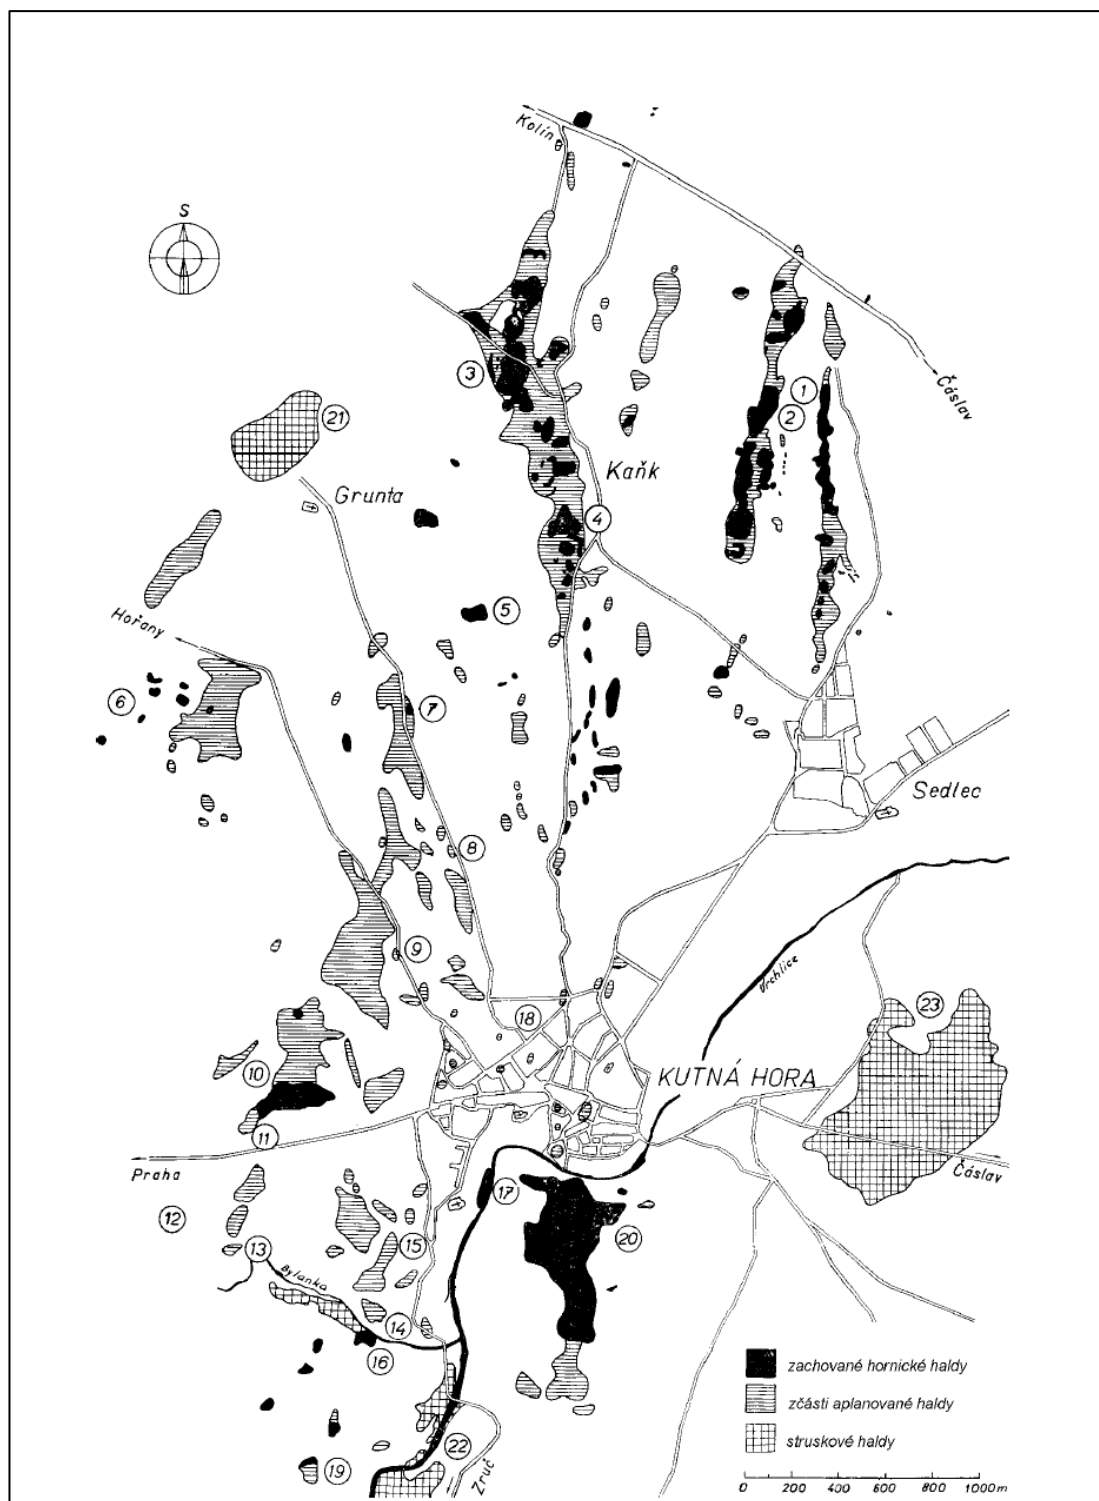 Kolín
S
Čáslav
3
1
2
21
Kaňk
Grunta
4
5
Hořany
6
7
Sedlec
8
9
Vrchlice
18
23
10
KUTNÁ HORA
11
Praha
Čáslav
17
12
20
15
13
Bylanka
14
16
zachované hornické haldy
zčásti aplanované haldy
struskové haldy
22
19
Zruč
0 200 400 600 800 1000 m